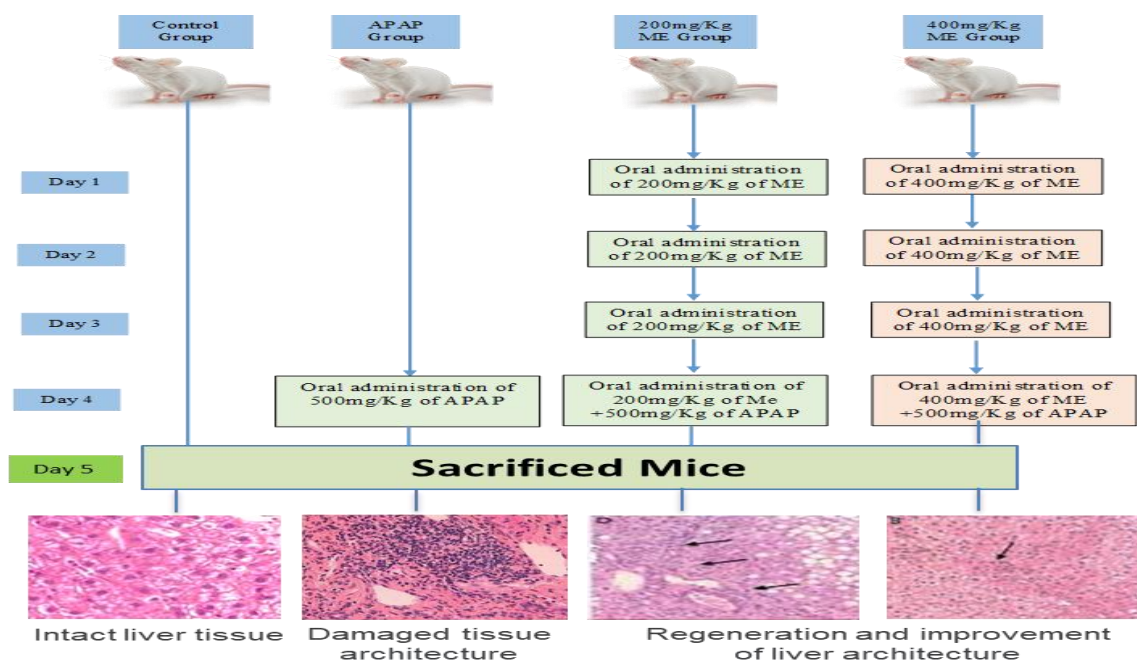 Control
Group
APAP
Group
200mg/Kg
ME Group
400mg/Kg
ME Group
Day 1
Oral administration
of 200mg/Kg of ME
Oral administration
of 400mg/Kg of ME
Day 2
Oral administration
of 200mg/Kg of ME
Oral administration
of 400mg/Kg of ME
Day 3
Oral administration
of 200mg/Kg of ME
Oral administration
of 400mg/Kg of ME
Day 4
Oral administration of
500mg/Kg of APAP
Oral administration of
200mg/Kg of Me
+500mg/Kg of APAP
Oral administration of
400mg/Kg of ME
+500mg/Kg of APAP
Day 5
Sacrificed Mice
B
Intact liver tissue
Damaged tissue
architecture
Regeneration and improvement
of liver architecture